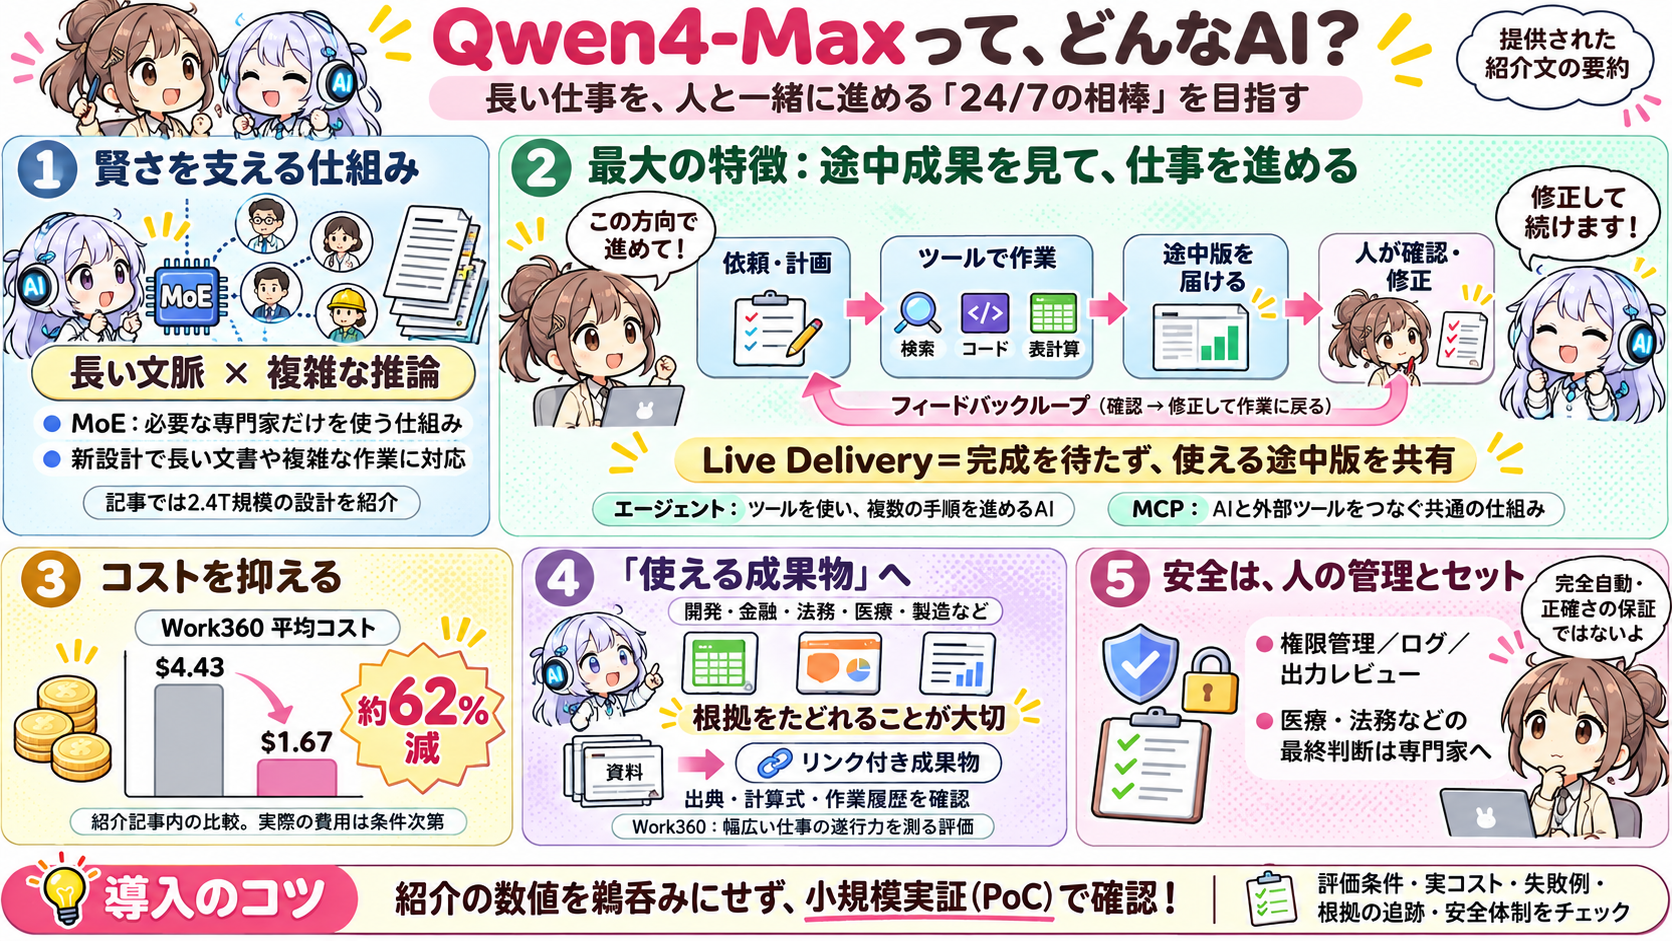 Qwen4-Maxって、どんなAI?
長い仕事を、人と一緒に進める「24/7の相棒」を目指す
提供された
紹介文の要約
AI
1 賢さを支える仕組み
AI
MoE
長い文脈 × 複雑な推論
● MoE:必要な専門家だけを使う仕組み
● 新設計で長い文書や複雑な作業に対応
記事では2.4T規模の設計を紹介
2 最大の特徴:途中成果を見て、仕事を進める
この方向で
進めて!
依頼・計画
ツールで作業
検索
</>
コード
表計算
途中版を
届ける
人が確認・
修正
修正して
続けます!
AI
フィードバックループ(確認→修正して作業に戻る)
Live Delivery=完成を待たず、使える途中版を共有
エージェント:ツールを使い、複数の手順を進めるAI
MCP:AIと外部ツールをつなぐ共通の仕組み
3 コストを抑える
Work360 平均コスト
$4.43
$1.67
約62%
減
紹介記事内の比較。実際の費用は条件次第
4 「使える成果物」へ
開発・金融・法務・医療・製造など
AI
根拠をたどれることが大切
資料
リンク付き成果物
出典・計算式・作業履歴を確認
Work360:幅広い仕事の遂行力を測る評価
5 安全は、人の管理とセット
完全自動・
正確さの保証
ではないよ
● 権限管理/ログ/
出力レビュー
● 医療・法務などの
最終判断は専門家へ
導入のコツ
紹介の数値を鵜呑みにせず、小規模実証(PoC)で確認!
評価条件・実コスト・失敗例・
根拠の追跡・安全体制をチェック